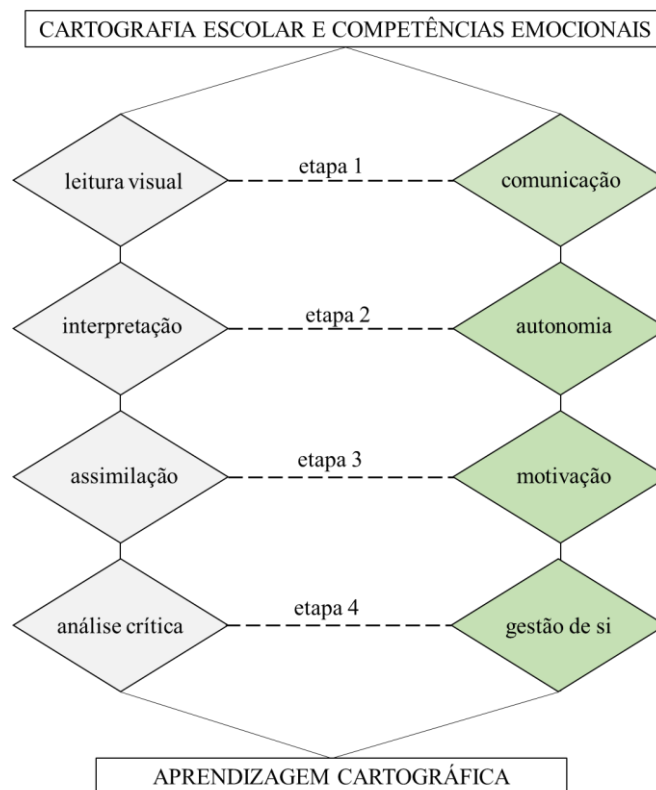 CARTOGRAFIA ESCOLAR E COMPETÊNCIAS EMOCIONAIS
leitura visual
etapa 1
comunicação
interpretação
etapa 2
autonomia
assimilação
etapa 3
motivação
análise crítica
etapa 4
gestão de si
APRENDIZAGEM CARTOGRÁFICA